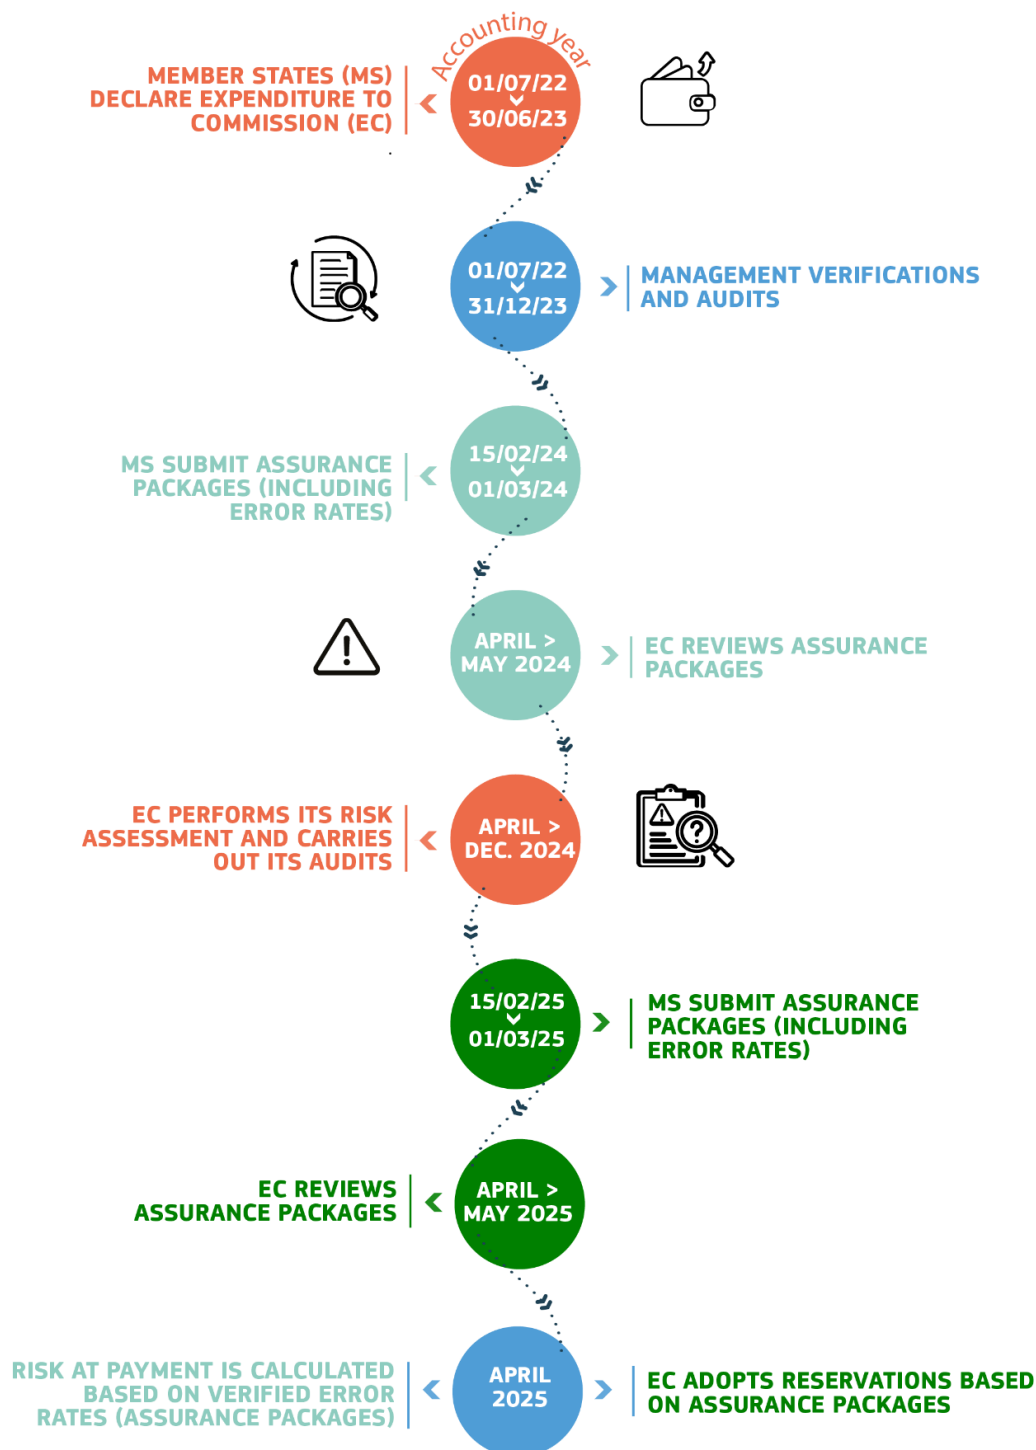 Accounting year
MEMBER STATES (MS)
DECLARE EXPENDITURE TO
COMMISSION (EC)
01/07/22
30/06/23
01/07/22
31/12/23
MANAGEMENT VERIFICATIONS
AND AUDITS
MS SUBMIT ASSURANCE
PACKAGES (INCLUDING
ERROR RATES)
15/02/24
01/03/24
APRIL >
MAY 2024
EC REVIEWS ASSURANCE
PACKAGES
EC PERFORMS ITS RISK
ASSESSMENT AND CARRIES
OUT ITS AUDITS
APRIL >
DEC. 2024
15/02/25
01/03/25
MS SUBMIT ASSURANCE
PACKAGES (INCLUDING
ERROR RATES)
EC REVIEWS
ASSURANCE PACKAGES
APRIL >
MAY 2025
RISK AT PAYMENT IS CALCULATED
BASED ON VERIFIED ERROR
RATES (ASSURANCE PACKAGES)
APRIL
2025
EC ADOPTS RESERVATIONS BASED
ON ASSURANCE PACKAGES